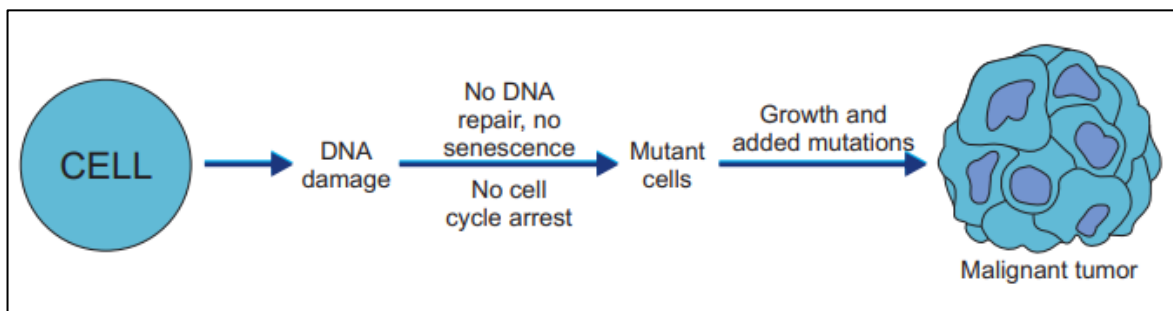 CELL
DNA
damage
No DNA
repair, no
senescence
No cell
cycle arrest
Mutant
cells
Growth and
added mutations
Malignant tumor